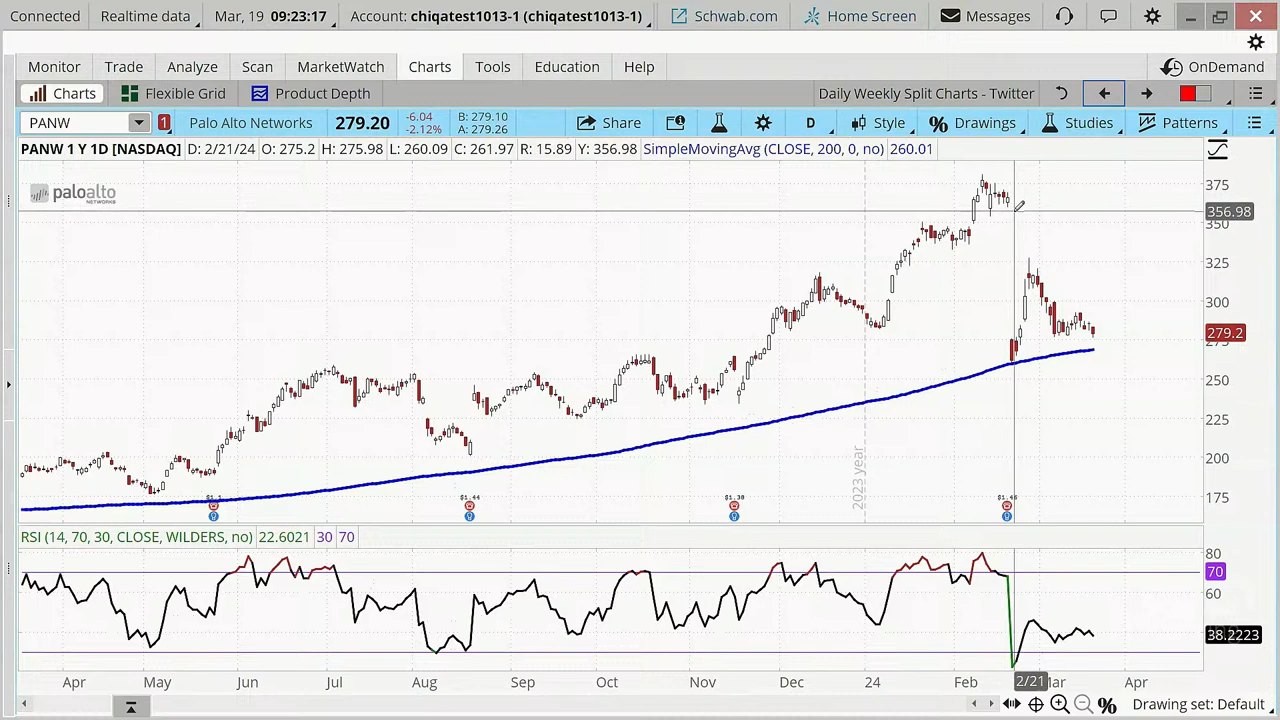 Connected Realtime data Mar, 19 09:23:17 Account: chiqatest1013-1 (chiqatest1013-1) Schwab.com Home Screen Messages
Monitor Trade Analyze Scan MarketWatch Charts Tools Education Help OnDemand
Charts Flexible Grid Product Depth Daily Weekly Split Charts - Twitter
PANW 1 Palo Alto Networks 279.20 -6.04 -2.12% B: 279.10 A: 279.26 Share D Style Drawings Studies Patterns
PANW 1 Y 1D [NASDAQ] D: 2/21/24 O: 275.2 H: 275.98 L: 260.09 C: 261.97 R: 15.89 Y: 356.98 SimpleMovingAvg (CLOSE, 200, 0, no) 260.01
paloalto
NETWORKS
375
356.98
350
325
300
279.2
250
225
200
175
2023 year
$1.44 $1.38
RSI (14, 70, 30, CLOSE, WILDERS, no) 22.6021 30 70
80
70
60
38.2223
Apr May Jun Jul Aug Sep Oct Nov Dec 24 Feb 2/21 Apr
Drawing set: Default